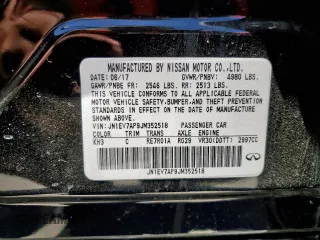 MANUFACTURED BY NISSAN MOTOR CO.,LTD.
DATE: 06/17 GVWR/PNBV: 4980 LBS.
GAWR/PNBE FR: 2546 LBS. RR: 2513 LBS.
THIS VEHICLE CONFORMS TO ALL APPLICABLE FEDERAL
MOTOR VEHICLE SAFETY,BUMPER,AND THEFT PREVENTION
STANDARDS IN EFFECT ON THE DATE OF MANUFACTURE
SHOWN ABOVE.
VIN:JN1EV7AP9JM352518 PASSENGER CAR
COLOR TRIM TRANS AXLE ENGINE
KH3 C RE7R01A RG29 VR30(DDTT) 2997CC
JN1EV7AP9JM352518
INFINITI